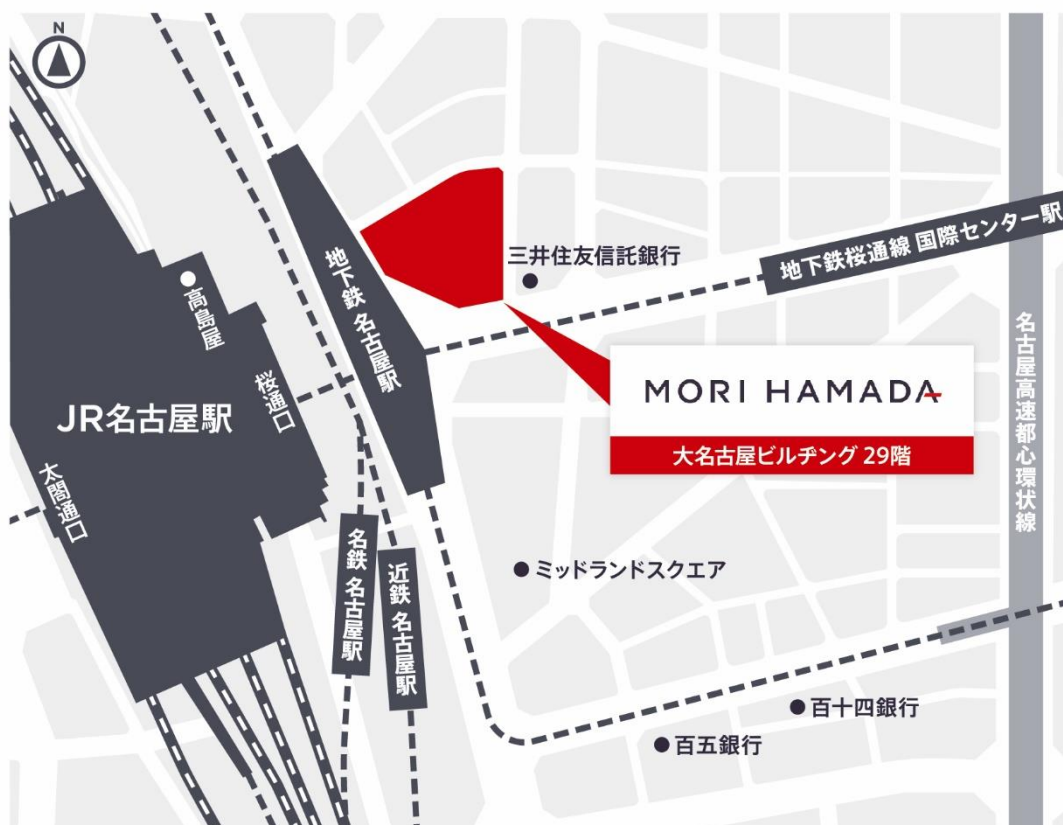 N
三井住友信託銀行
地下鉄桜通線 国際センター駅
地下鉄 名古屋駅
高島屋
桜通口
JR名古屋駅
太閤通口
MORI HAMADA
大名古屋ビルヂング 29階
名古屋高速都心環状線
名鉄 名古屋駅
近鉄 名古屋駅
ミッドランドスクエア
百十四銀行
百五銀行